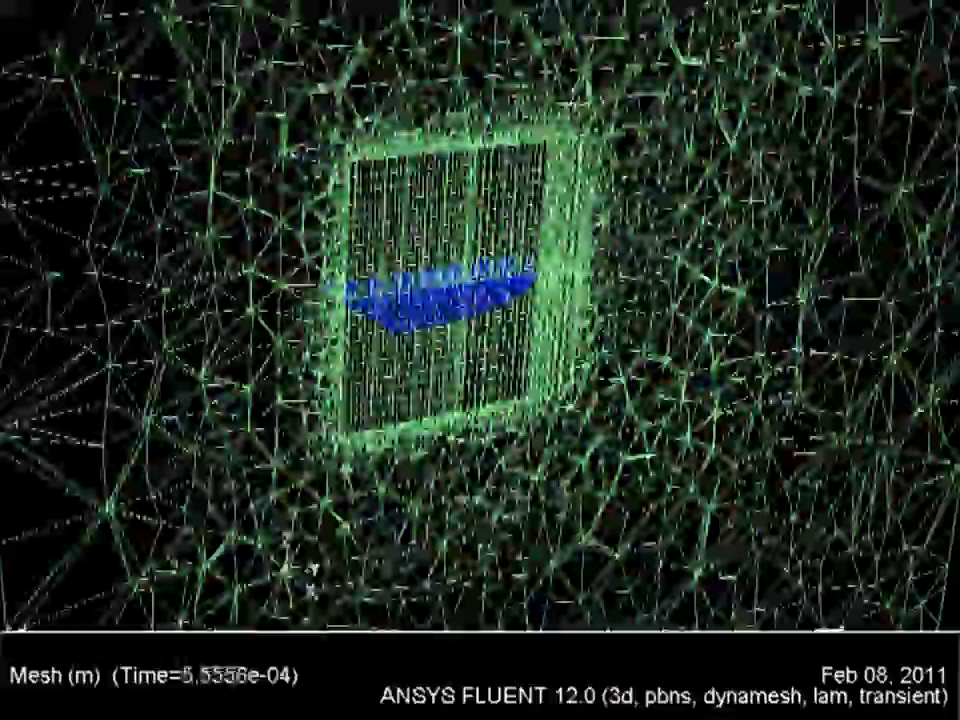 Mesh (m) (Time=5.5556e-04)
Feb 08, 2011
ANSYS FLUENT 12.0 (3d, pbns, dynamesh, lam, transient)